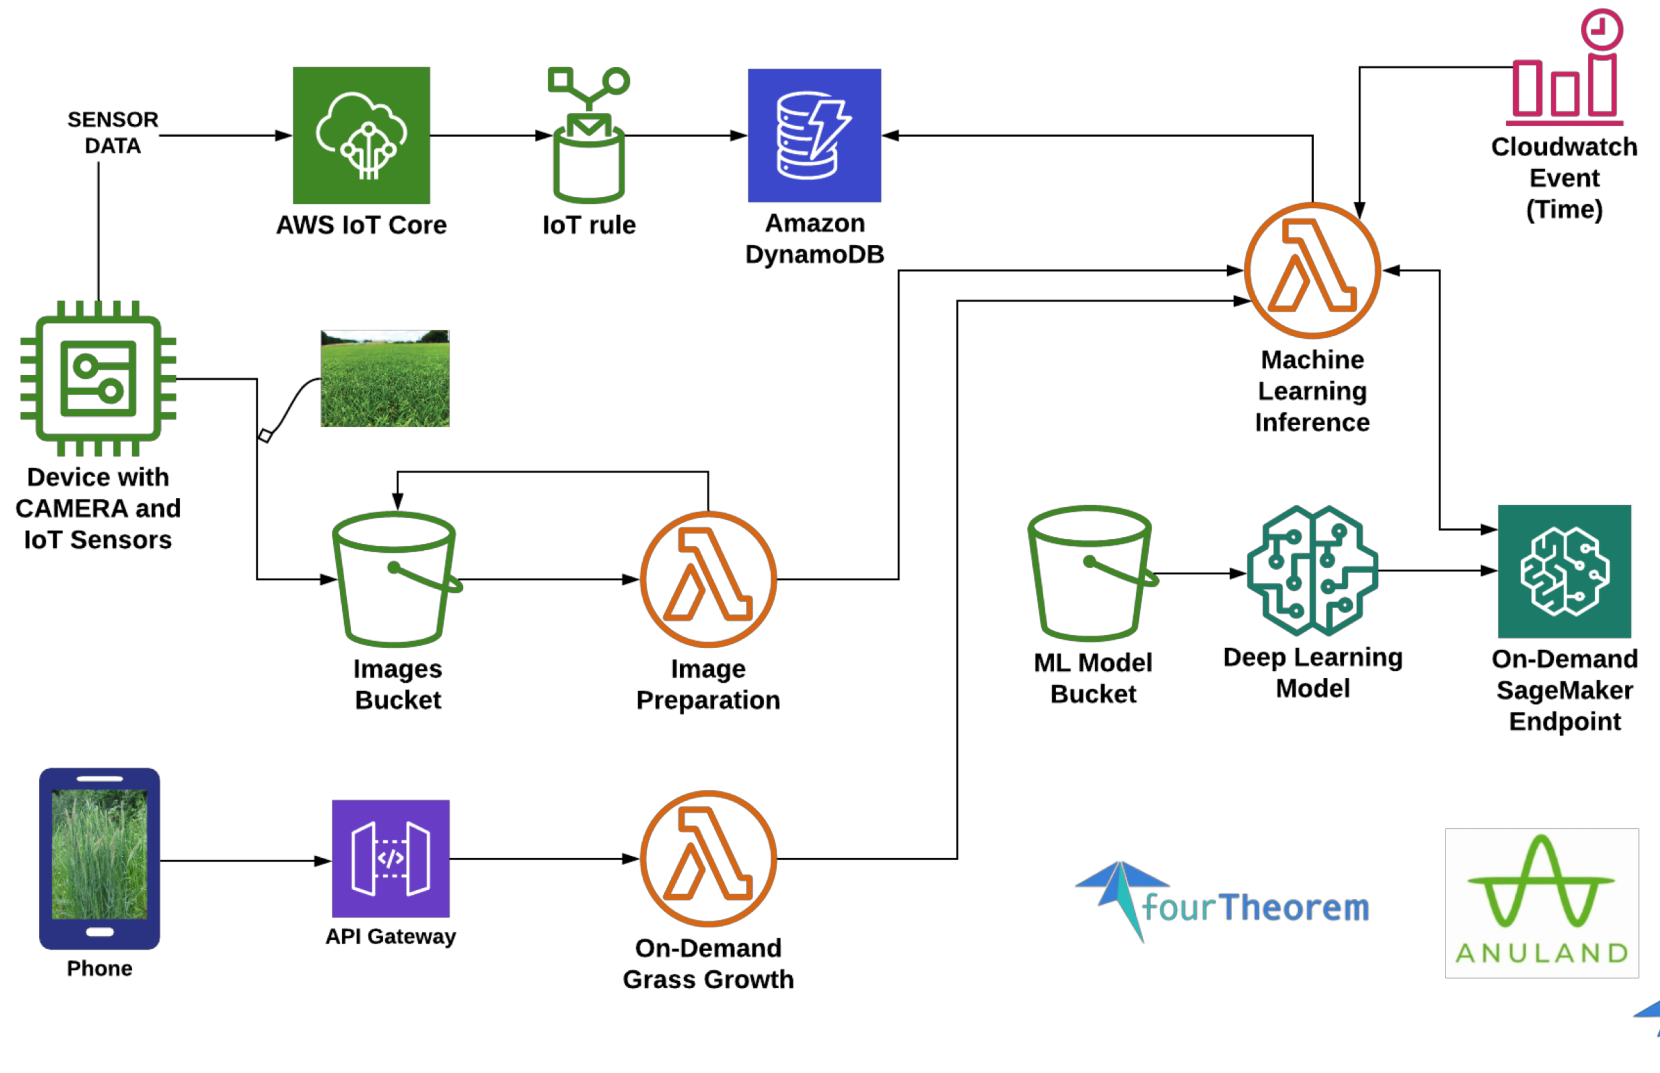 SENSOR
DATA
AWS IoT Core
IoT rule
Amazon
DynamoDB
Cloudwatch
Event
(Time)
Device with
CAMERA and
IoT Sensors
Machine
Learning
Inference
Images
Bucket
Image
Preparation
ML Model
Bucket
Deep Learning
Model
On-Demand
SageMaker
Endpoint
Phone
</>
API Gateway
On-Demand
Grass Growth
fourTheorem
ANULAND